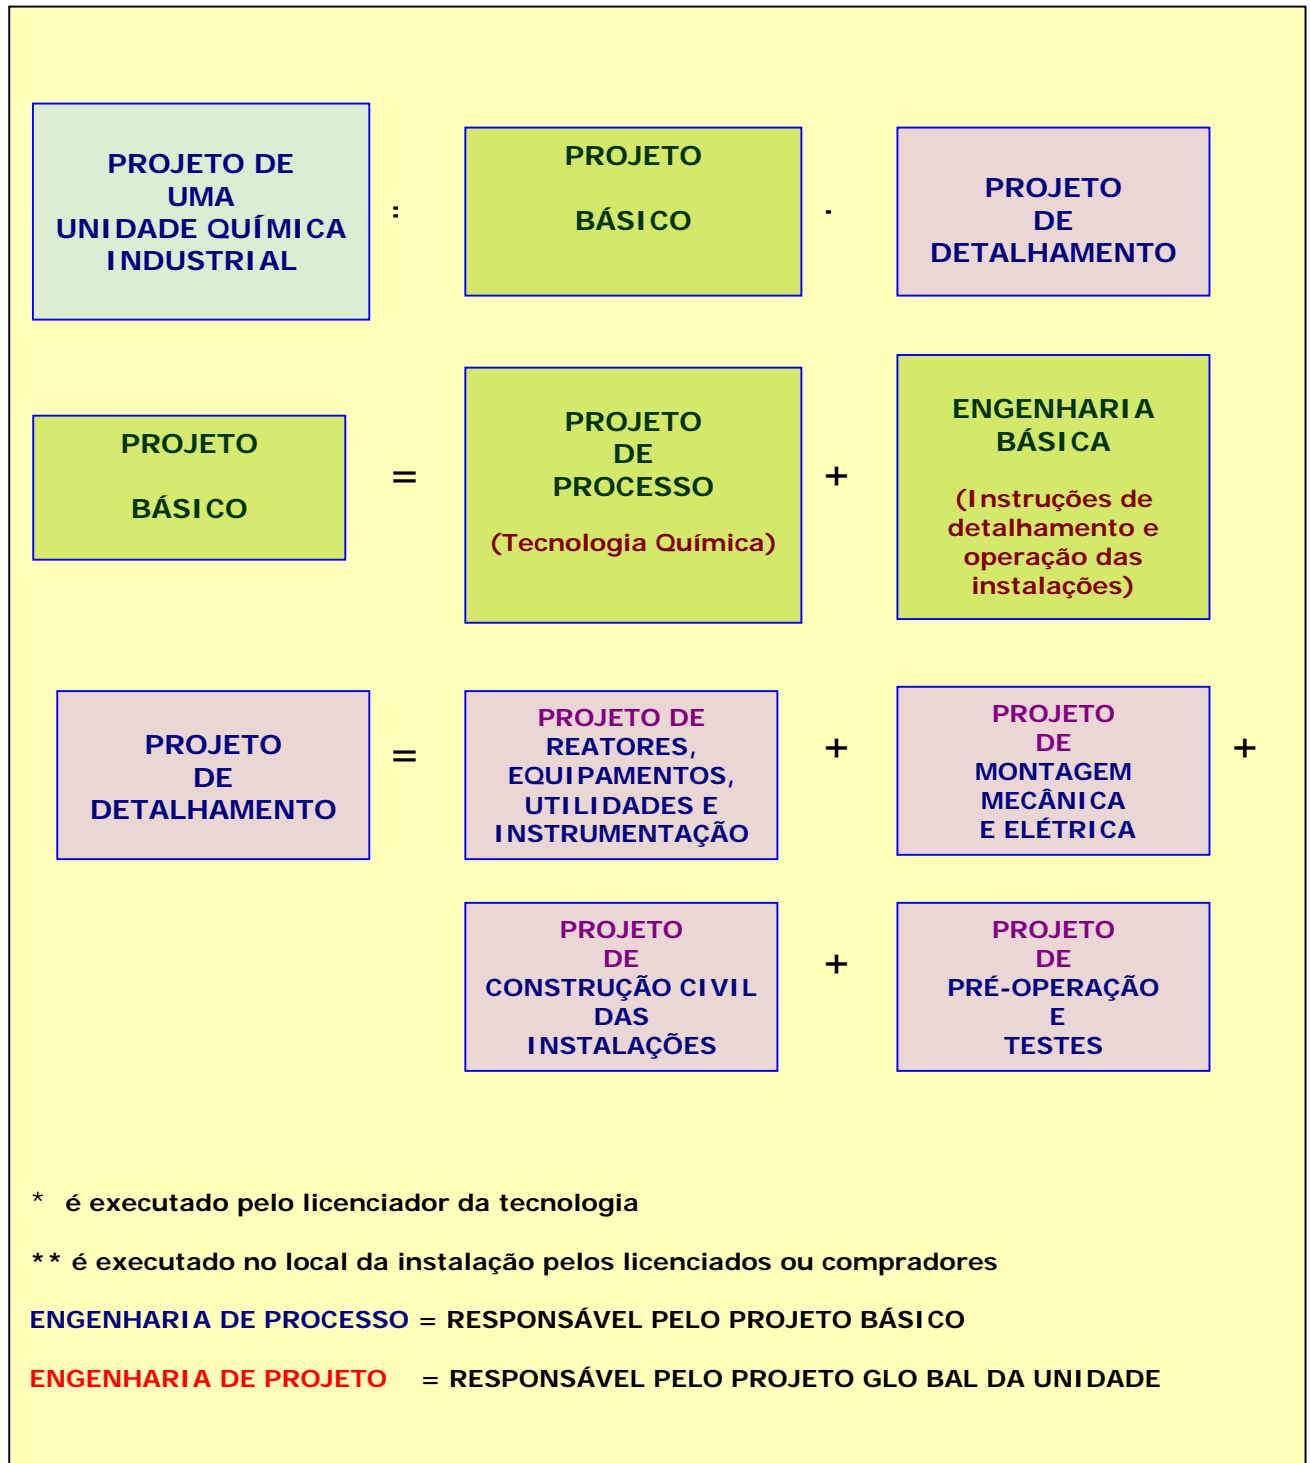 PROJETO DE
UMA
UNIDADE QUÍMICA
INDUSTRIAL
:
PROJETO
BÁSICO
.
PROJETO
DE
DETALHAMENTO
PROJETO
BÁSICO
=
PROJETO
DE
PROCESSO
(Tecnologia Química)
+
ENGENHARIA
BÁSICA
(Instruções de
detalhamento e
operação das
instalações)
PROJETO
DE
DETALHAMENTO
=
PROJETO DE
REATORES,
EQUIPAMENTOS,
UTILIDADES E
INSTRUMENTAÇÃO
+
PROJETO
DE
MONTAGEM
MECÂNICA
E ELÉTRICA
+
PROJETO
DE
CONSTRUÇÃO CIVIL
DAS
INSTALAÇÕES
+
PROJETO
DE
PRÉ-OPERAÇÃO
E
TESTES
* é executado pelo licenciador da tecnologia
** é executado no local da instalação pelos licenciados ou compradores
ENGENHARIA DE PROCESSO = RESPONSÁVEL PELO PROJETO BÁSICO
ENGENHARIA DE PROJETO = RESPONSÁVEL PELO PROJETO GLO BAL DA UNIDADE